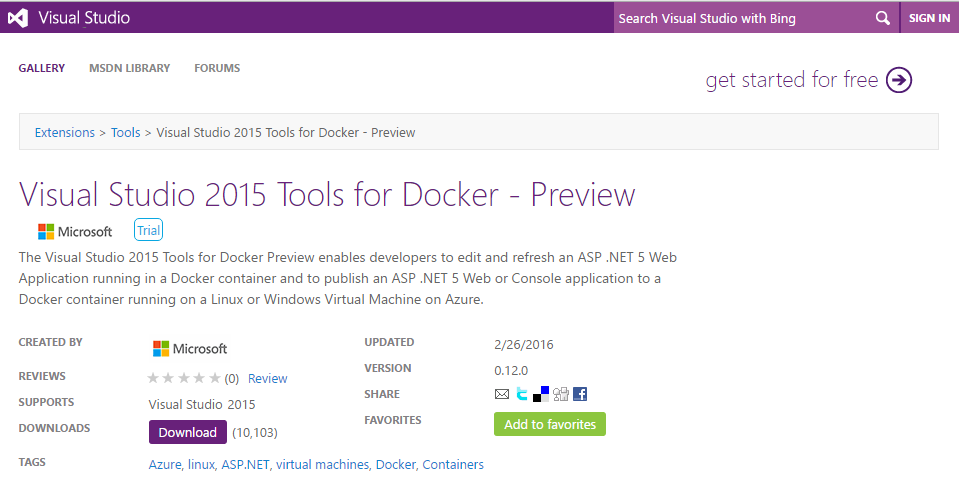 Visual Studio
Search Visual Studio with Bing
SIGN IN
GALLERY MSDN LIBRARY FORUMS
get started for free
Extensions > Tools > Visual Studio 2015 Tools for Docker - Preview
Visual Studio 2015 Tools for Docker - Preview
Microsoft Trial
The Visual Studio 2015 Tools for Docker Preview enables developers to edit and refresh an ASP .NET 5 Web
Application running in a Docker container and to publish an ASP .NET 5 Web or Console application to a
Docker container running on a Linux or Windows Virtual Machine on Azure.
CREATED BY Microsoft
REVIEWS (0) Review
SUPPORTS Visual Studio 2015
DOWNLOADS Download (10,103)
UPDATED 2/26/2016
VERSION 0.12.0
SHARE
FAVORITES Add to favorites
TAGS Azure, linux, ASP.NET, virtual machines, Docker, Containers